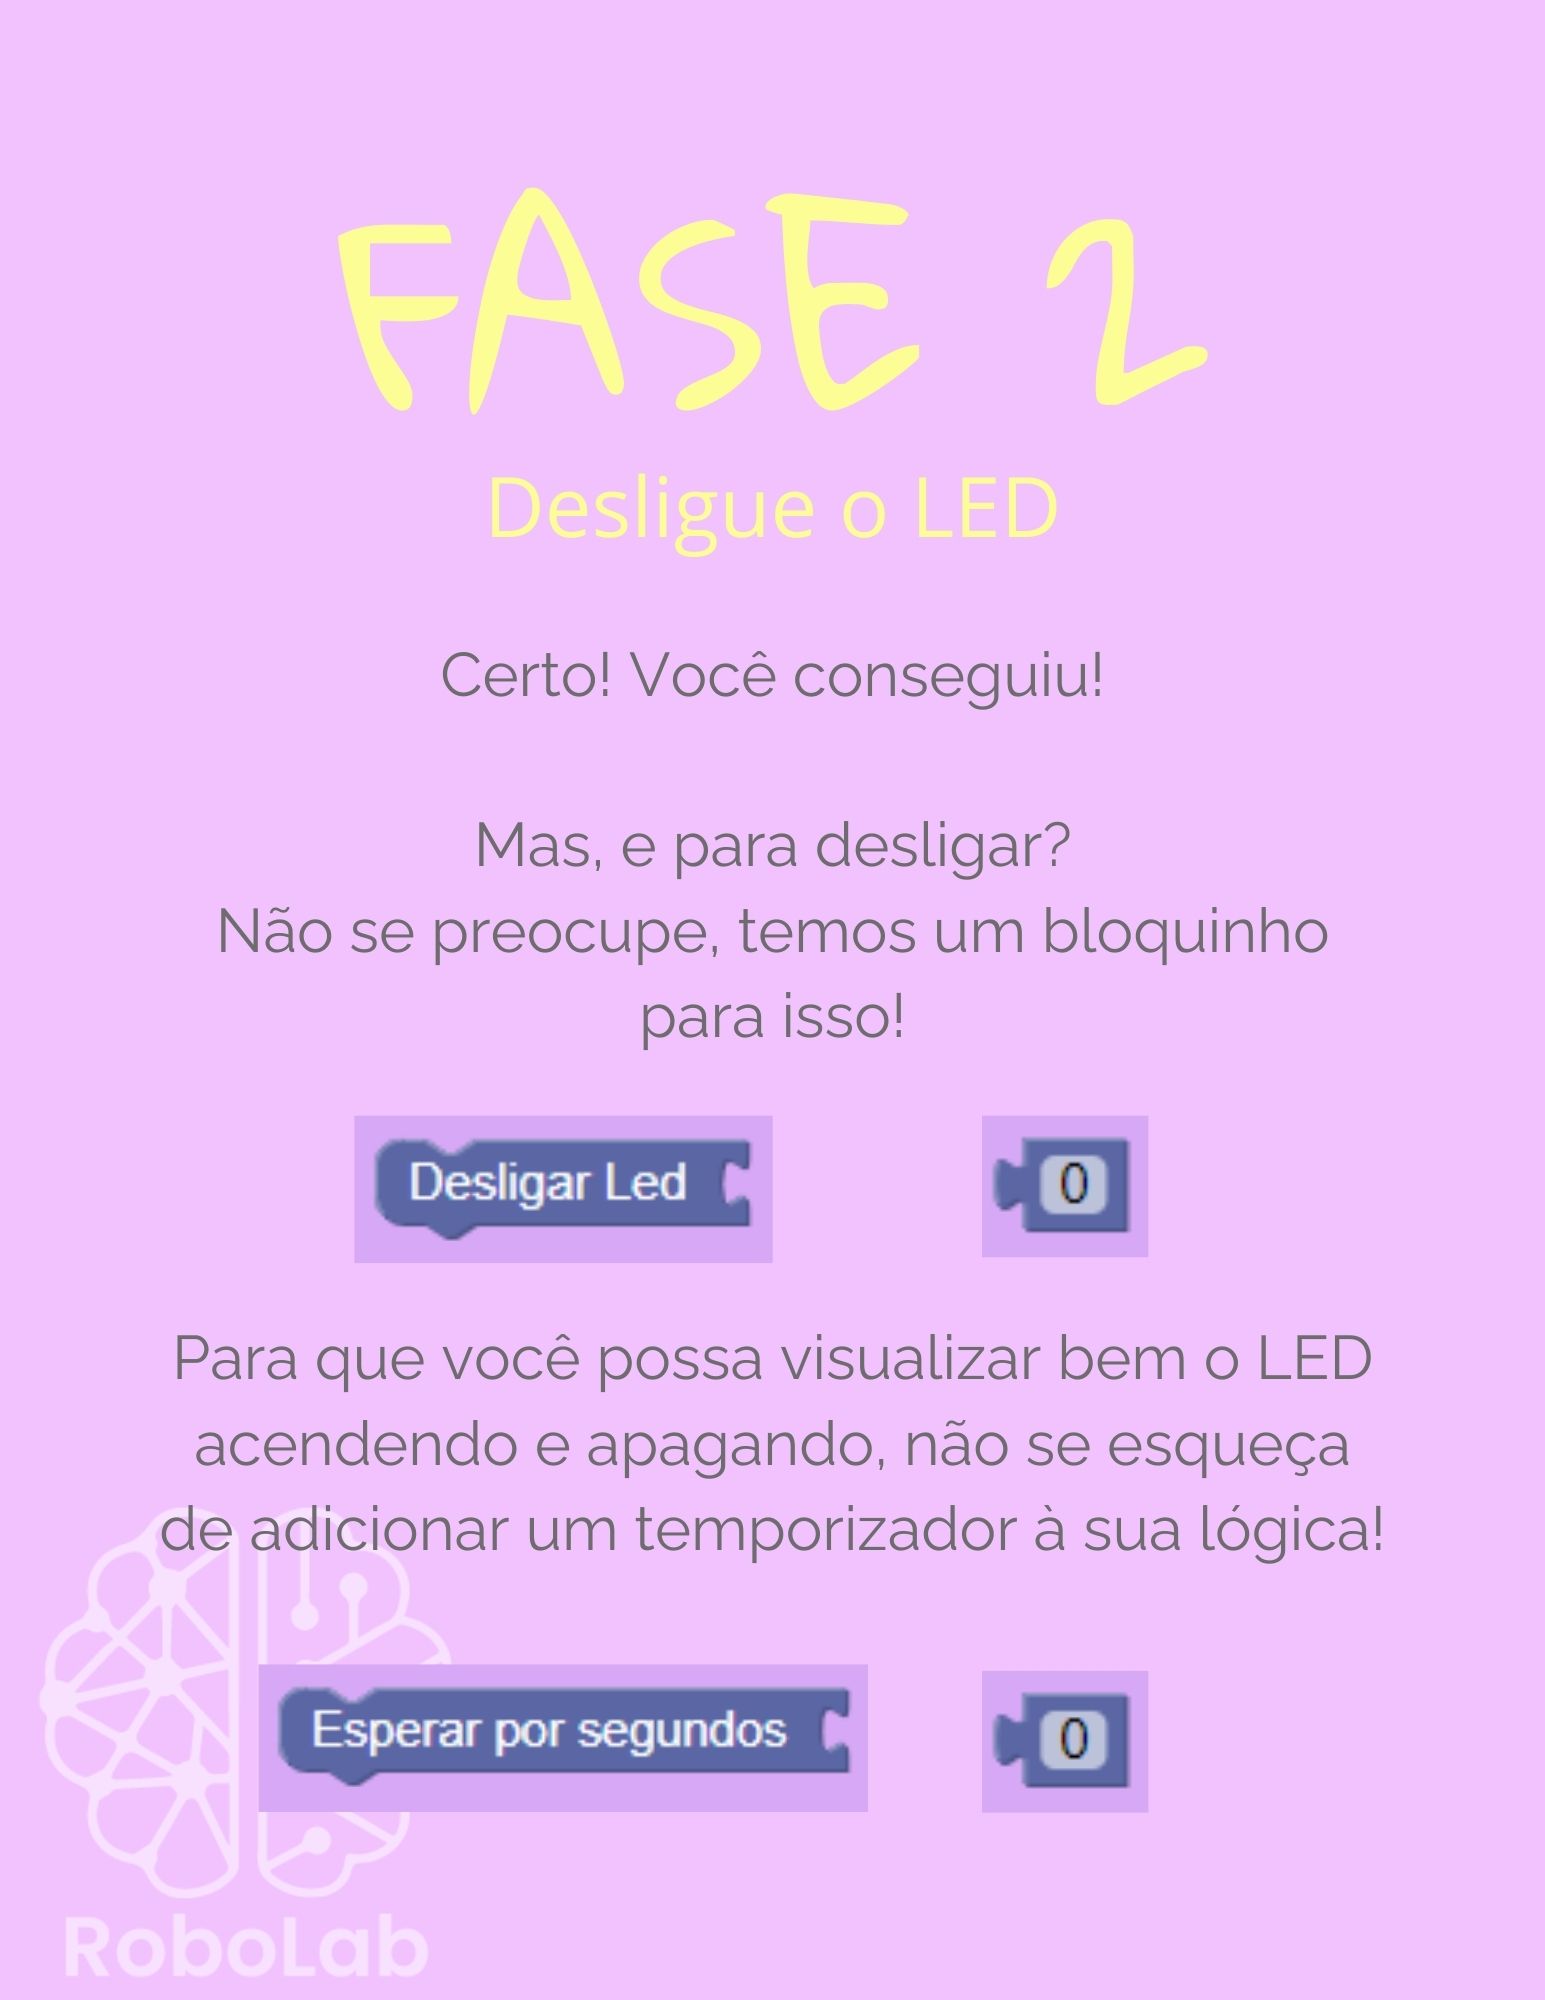 FASE 2
Desligue o LED
Certo! Você conseguiu!
Mas, e para desligar?
Não se preocupe, temos um bloquinho
para isso!
Desligar Led 0
Para que você possa visualizar bem o LED
acendendo e apagando, não se esqueça
de adicionar um temporizador à sua lógica!
Esperar por segundos 0
RoboLab